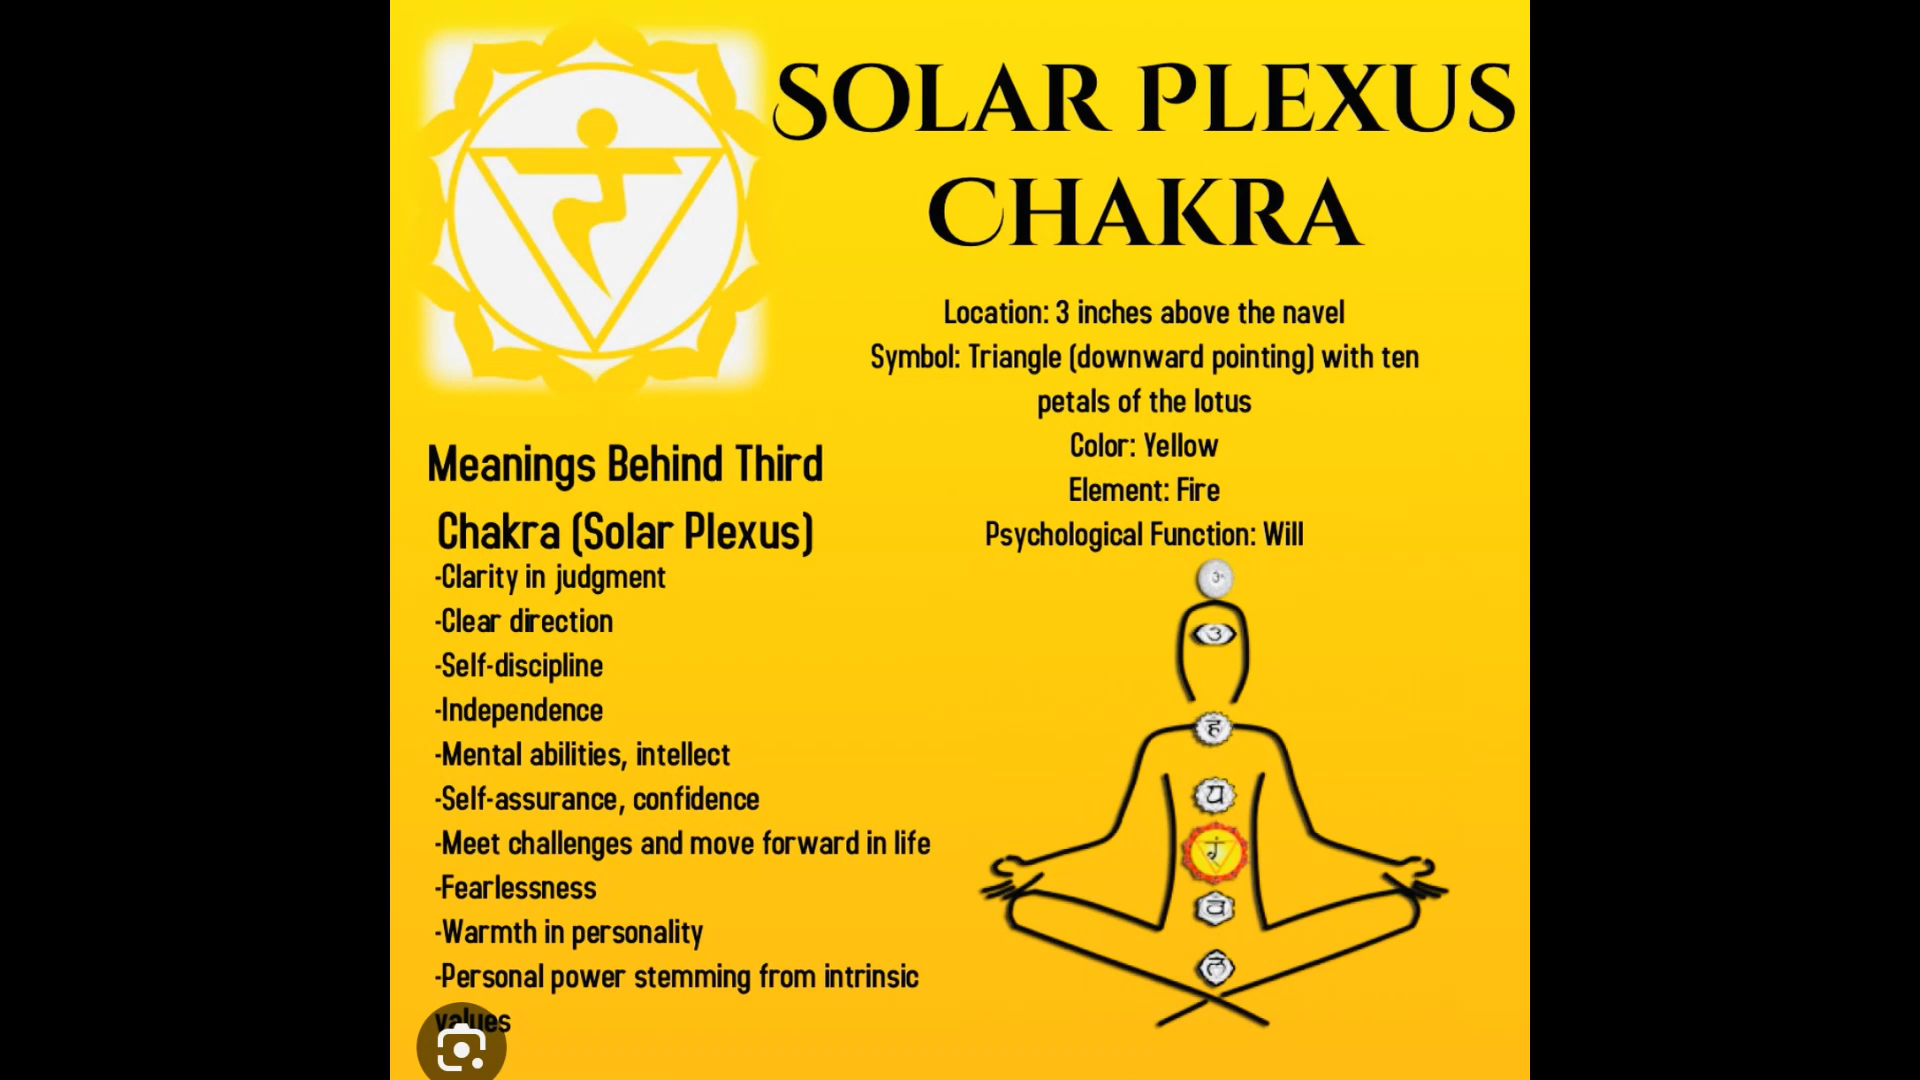 Solar Plexus
Chakra
Location: 3 inches above the navel
Symbol: Triangle (downward pointing) with ten
petals of the lotus
Color: Yellow
Element: Fire
Psychological Function: Will
Meanings Behind Third
Chakra (Solar Plexus)
-Clarity in judgment
-Clear direction
-Self-discipline
-Independence
-Mental abilities, intellect
-Self-assurance, confidence
-Meet challenges and move forward in life
-Fearlessness
-Warmth in personality
-Personal power stemming from intrinsic
values
ह
य
वं